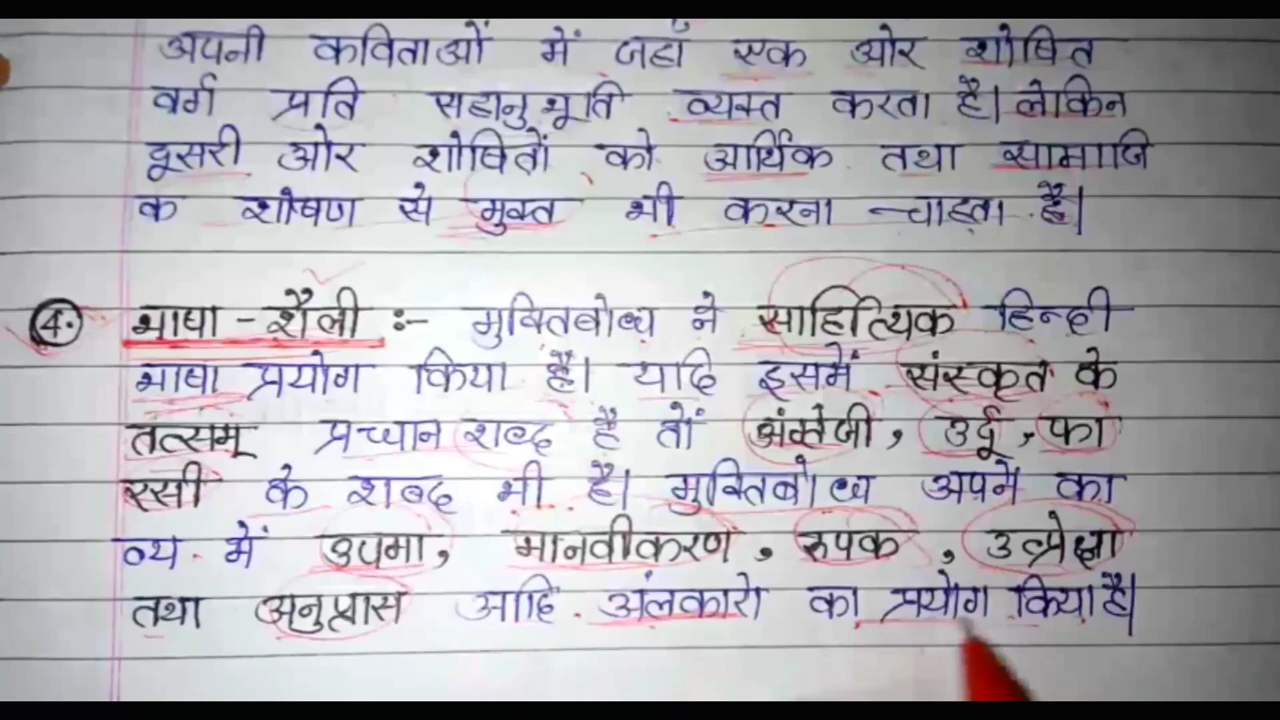 अपनी कविताओं में जहाँ एक ओर शोषित
वर्ग प्रति सहानुभूति व्यक्त करता है। लेकिन
दूसरी ओर शोषितों को आर्थिक तथा सामाजि
क शोषण से मुक्त भी करना चाहता है।
4. भाषा - शैली :- मुक्तिबोध ने साहित्यिक हिन्दी
भाषा प्रयोग किया है। यदि इसमें संस्कृत के
तत्सम् प्रधान शब्द है तों अंग्रेजी, उर्दू, फा
रसी के शब्द भी है। मुक्तिबोध अपने का
व्य में उपमा, मानवीकरण, रुपक, उत्प्रेक्षा
तथा अनुप्रास आदि अंलकारो का प्रयोग किया है।